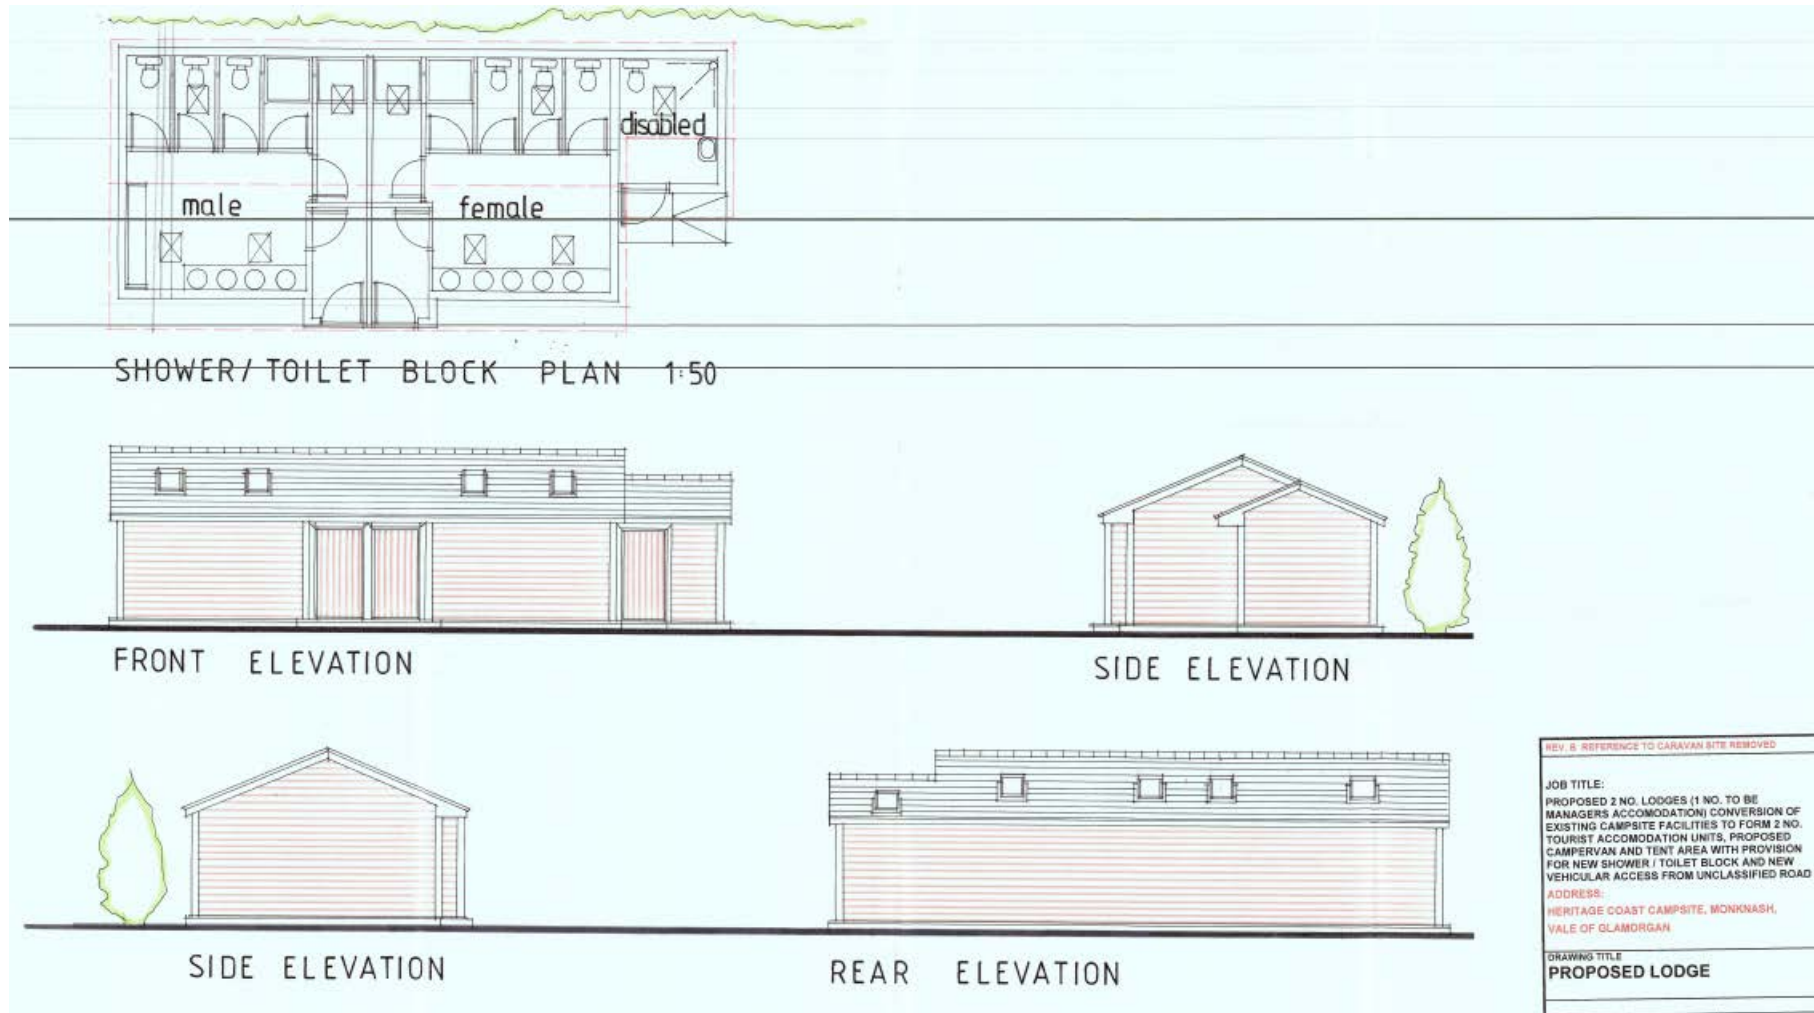 disabled
male
female
SHOWER/ TOILET BLOCK PLAN 1:50
FRONT ELEVATION
SIDE ELEVATION
SIDE ELEVATION
REAR ELEVATION
REV. B REFERENCE TO CARAVAN SITE REMOVED
JOB TITLE:
PROPOSED 2 NO. LODGES (1 NO. TO BE
MANAGERS ACCOMODATION) CONVERSION OF
EXISTING CAMPSITE FACILITIES TO FORM 2 NO.
TOURIST ACCOMODATION UNITS, PROPOSED
CAMPERVAN AND TENT AREA WITH PROVISION
FOR NEW SHOWER / TOILET BLOCK AND NEW
VEHICULAR ACCESS FROM UNCLASSIFIED ROAD
ADDRESS:
HERITAGE COAST CAMPSITE, MONKNASH,
VALE OF GLAMORGAN
DRAWING TITLE
PROPOSED LODGE